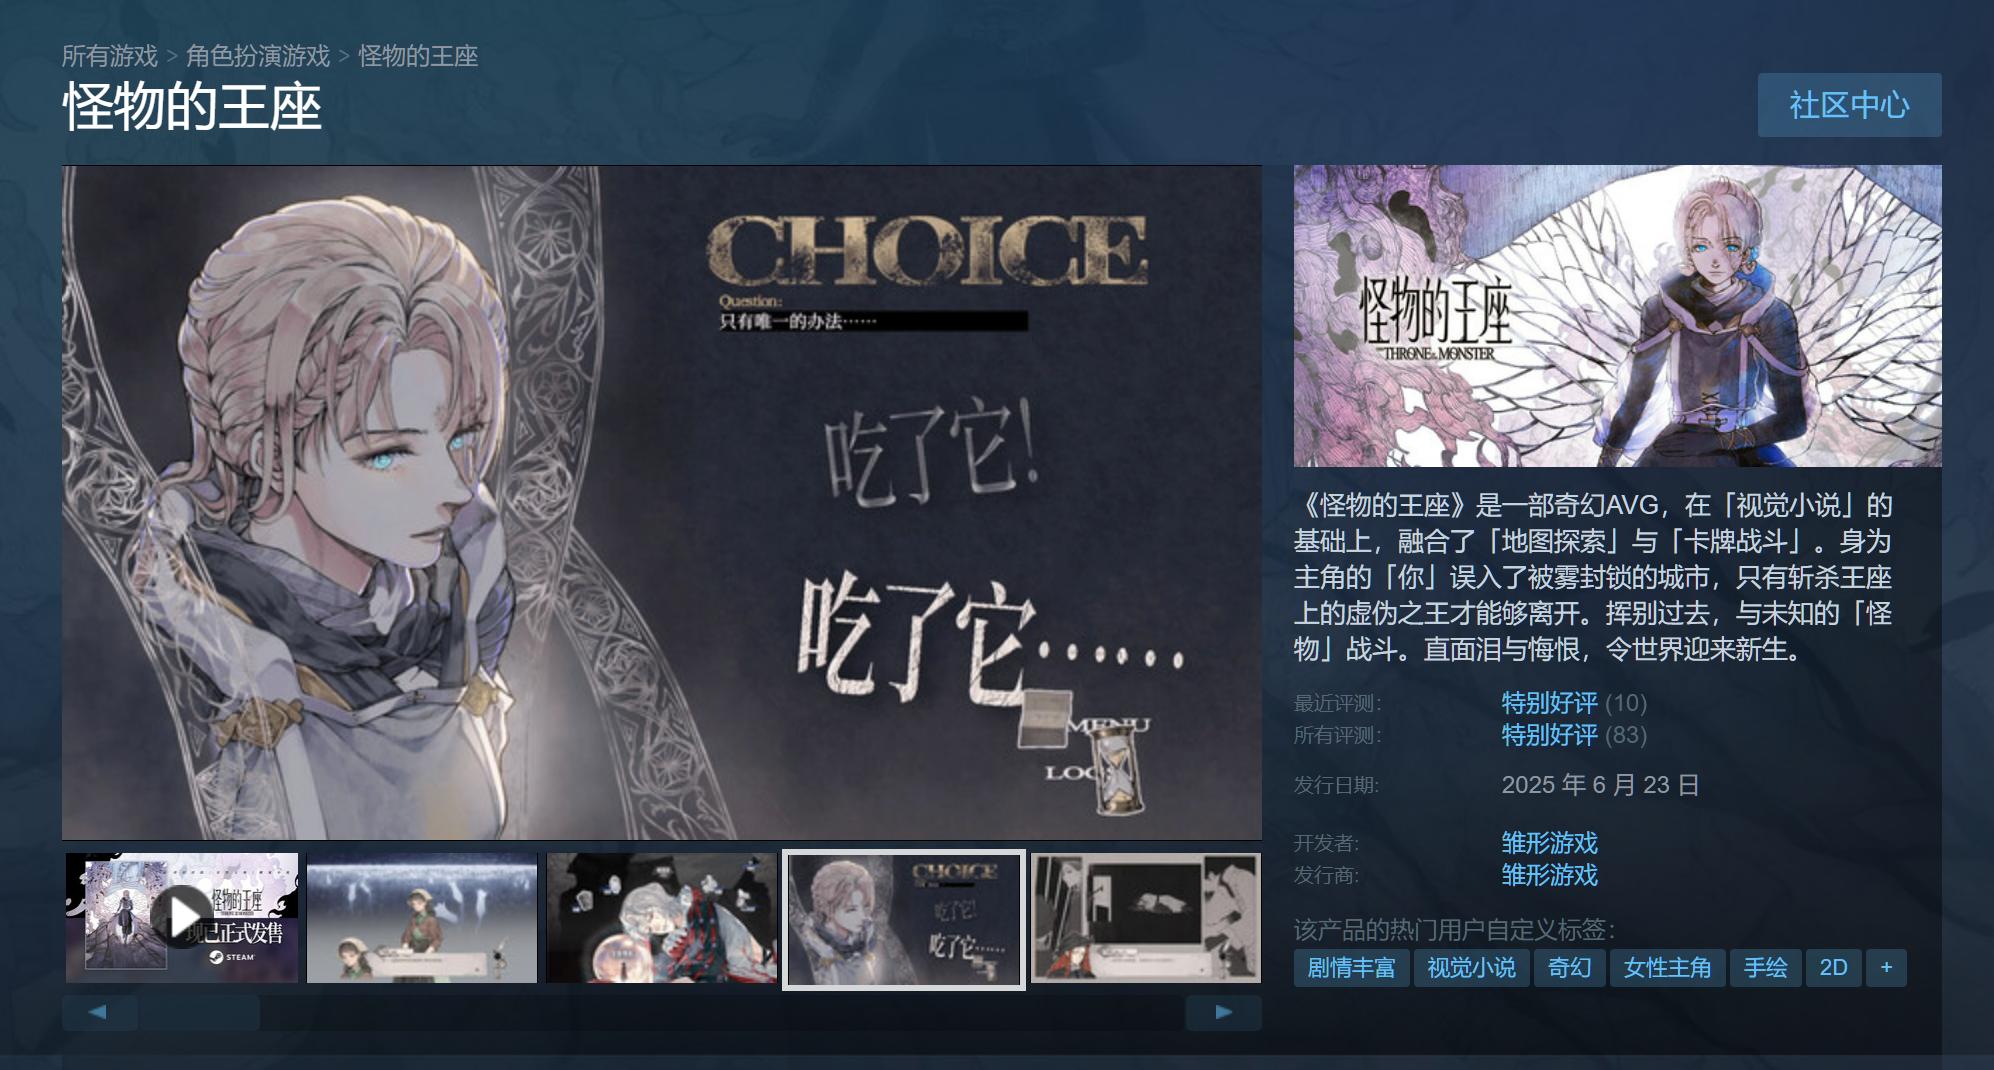 所有游戏 > 角色扮演游戏 > 怪物的王座
怪物的王座
社区中心
CHOICE
Question:
只有唯一的办法……
吃了它!
吃了它……
MENU
怪物的王座
THRONE & MONSTER
《怪物的王座》是一部奇幻AVG，在「视觉小说」的
基础上，融合了「地图探索」与「卡牌战斗」。身为
主角的「你」误入了被雾封锁的城市，只有斩杀王座
上的虚伪之王才能够离开。挥别过去，与未知的「怪
物」战斗。直面泪与悔恨，令世界迎来新生。
最近评测: 特别好评 (10)
所有评测: 特别好评 (83)
发行日期: 2025 年 6 月 23 日
开发者: 雏形游戏
发行商: 雏形游戏
该产品的热门用户自定义标签:
剧情丰富 视觉小说 奇幻 女性主角 手绘 2D +
怪物的王座
现已正式发售
STEAM
CHOICE
吃了它!
吃了它……